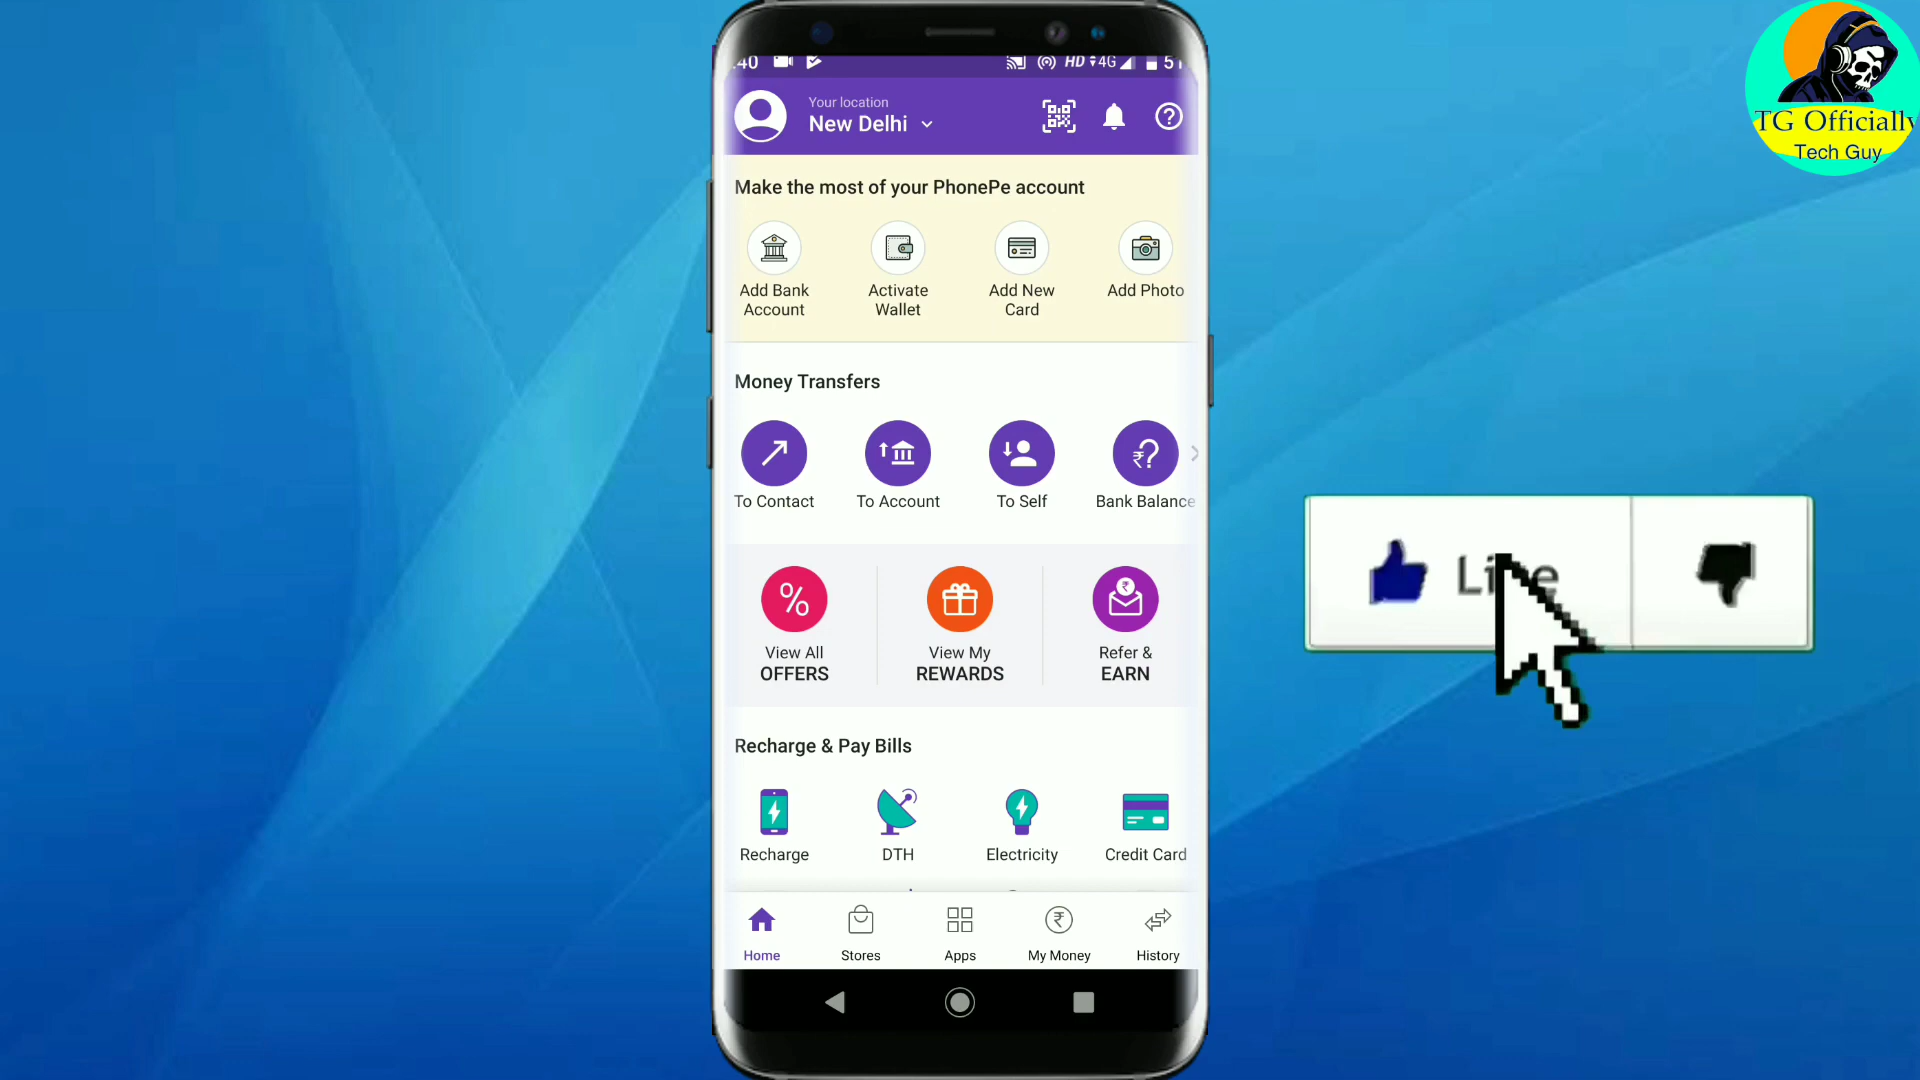 HD 4G
Your location
New Delhi
Make the most of your PhonePe account
Add Bank
Account
Activate
Wallet
Add New
Card
Add Photo
Money Transfers
To Contact
To Account
To Self
Bank Balance
View All
OFFERS
View My
REWARDS
Refer &
EARN
Recharge & Pay Bills
Recharge
DTH
Electricity
Credit Card
Home
Stores
Apps
My Money
History
TG Officially
Tech Guy